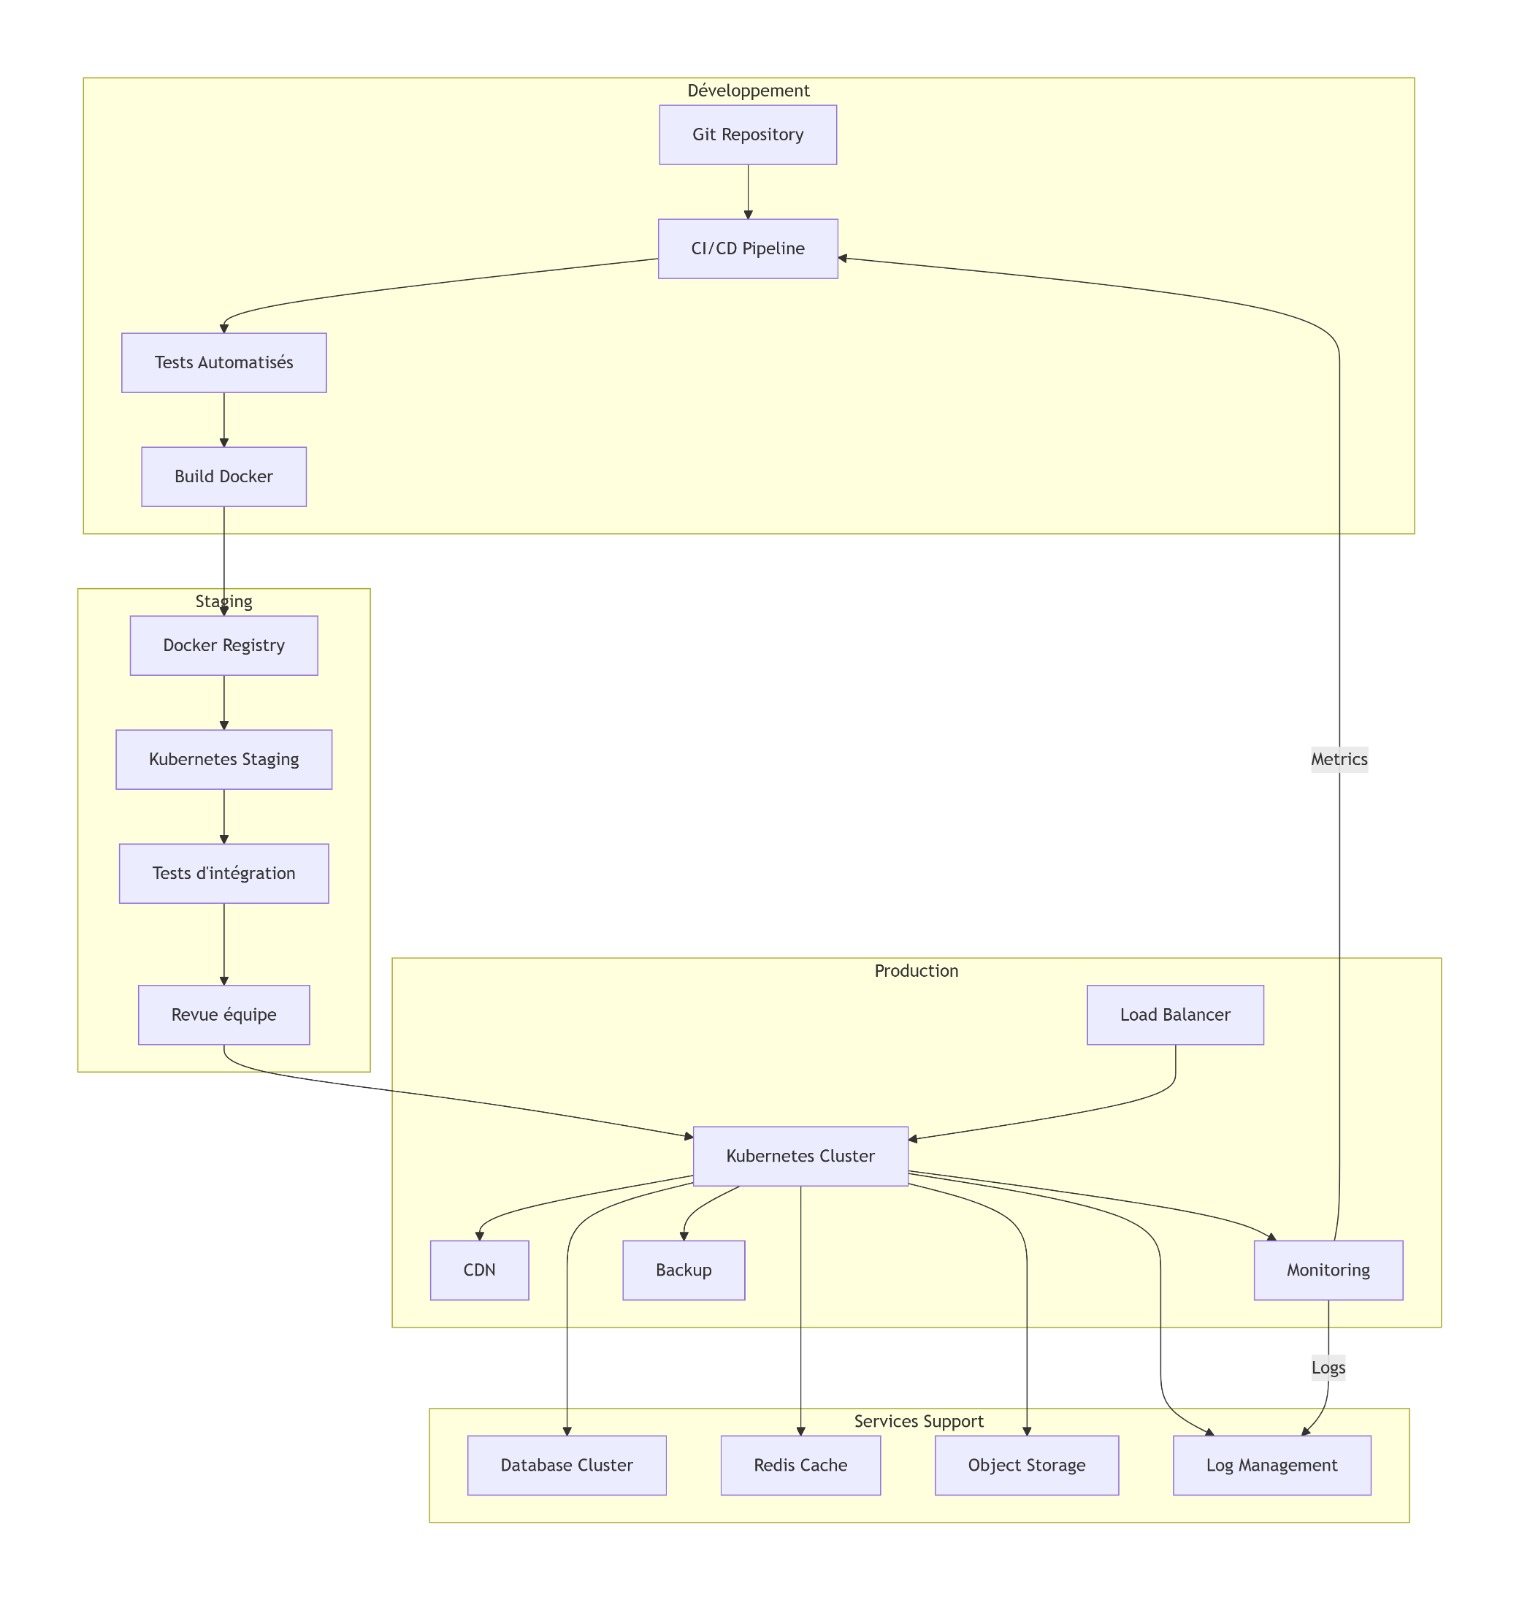 Développement
Git Repository
CI/CD Pipeline
Tests Automatisés
Build Docker
Staging
Docker Registry
Kubernetes Staging
Metrics
Tests d'intégration
Production
Revue équipe
Load Balancer
Kubernetes Cluster
CDN
Backup
Monitoring
Logs
Services Support
Database Cluster
Redis Cache
Object Storage
Log Management